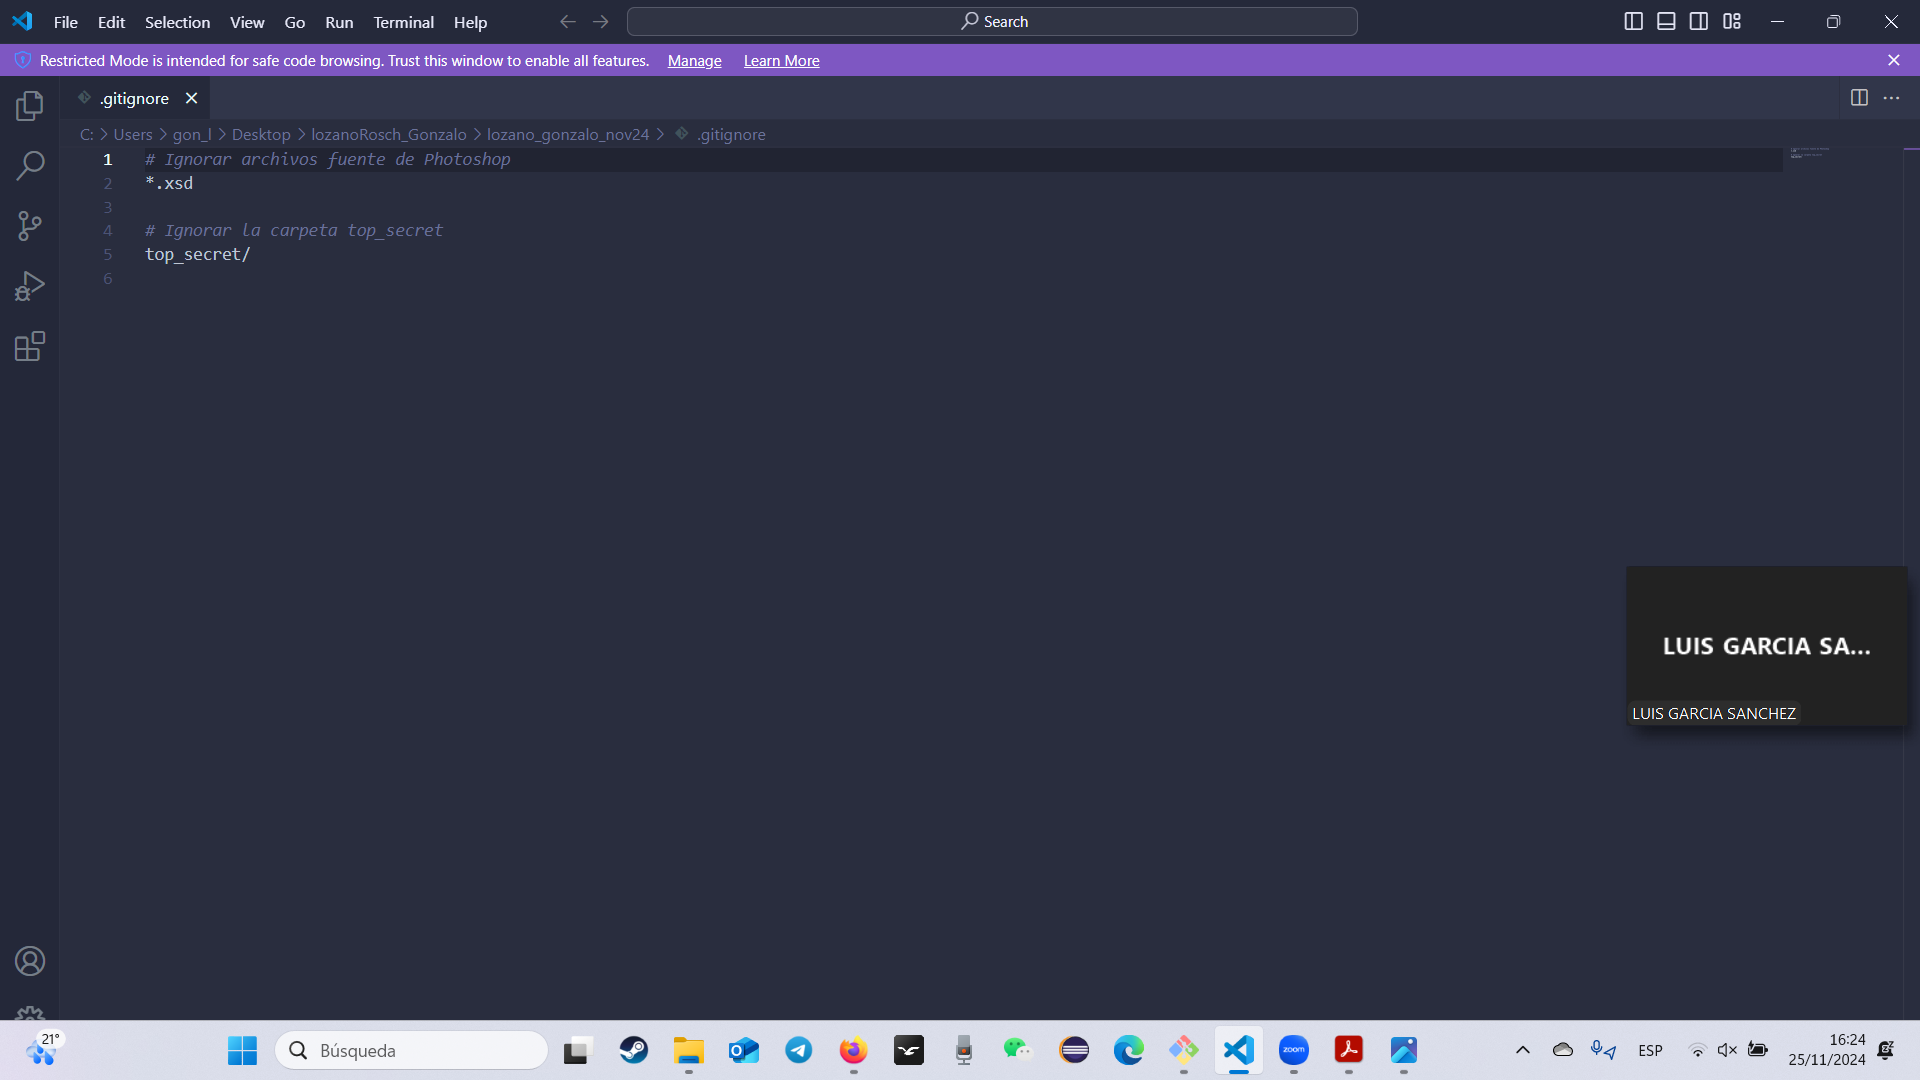 File Edit Selection View Go Run Terminal Help Search
Restricted Mode is intended for safe code browsing. Trust this window to enable all features. Manage Learn More
.gitignore
C: > Users > gon_l > Desktop > lozanoRosch_Gonzalo > lozano_gonzalo_nov24 > .gitignore
1 # Ignorar archivos fuente de Photoshop
2 *.xsd
3
4 # Ignorar la carpeta top_secret
5 top_secret/
6
LUIS GARCIA SA...
LUIS GARCIA SANCHEZ
21°
Búsqueda
zoom
ESP
16:24
25/11/2024